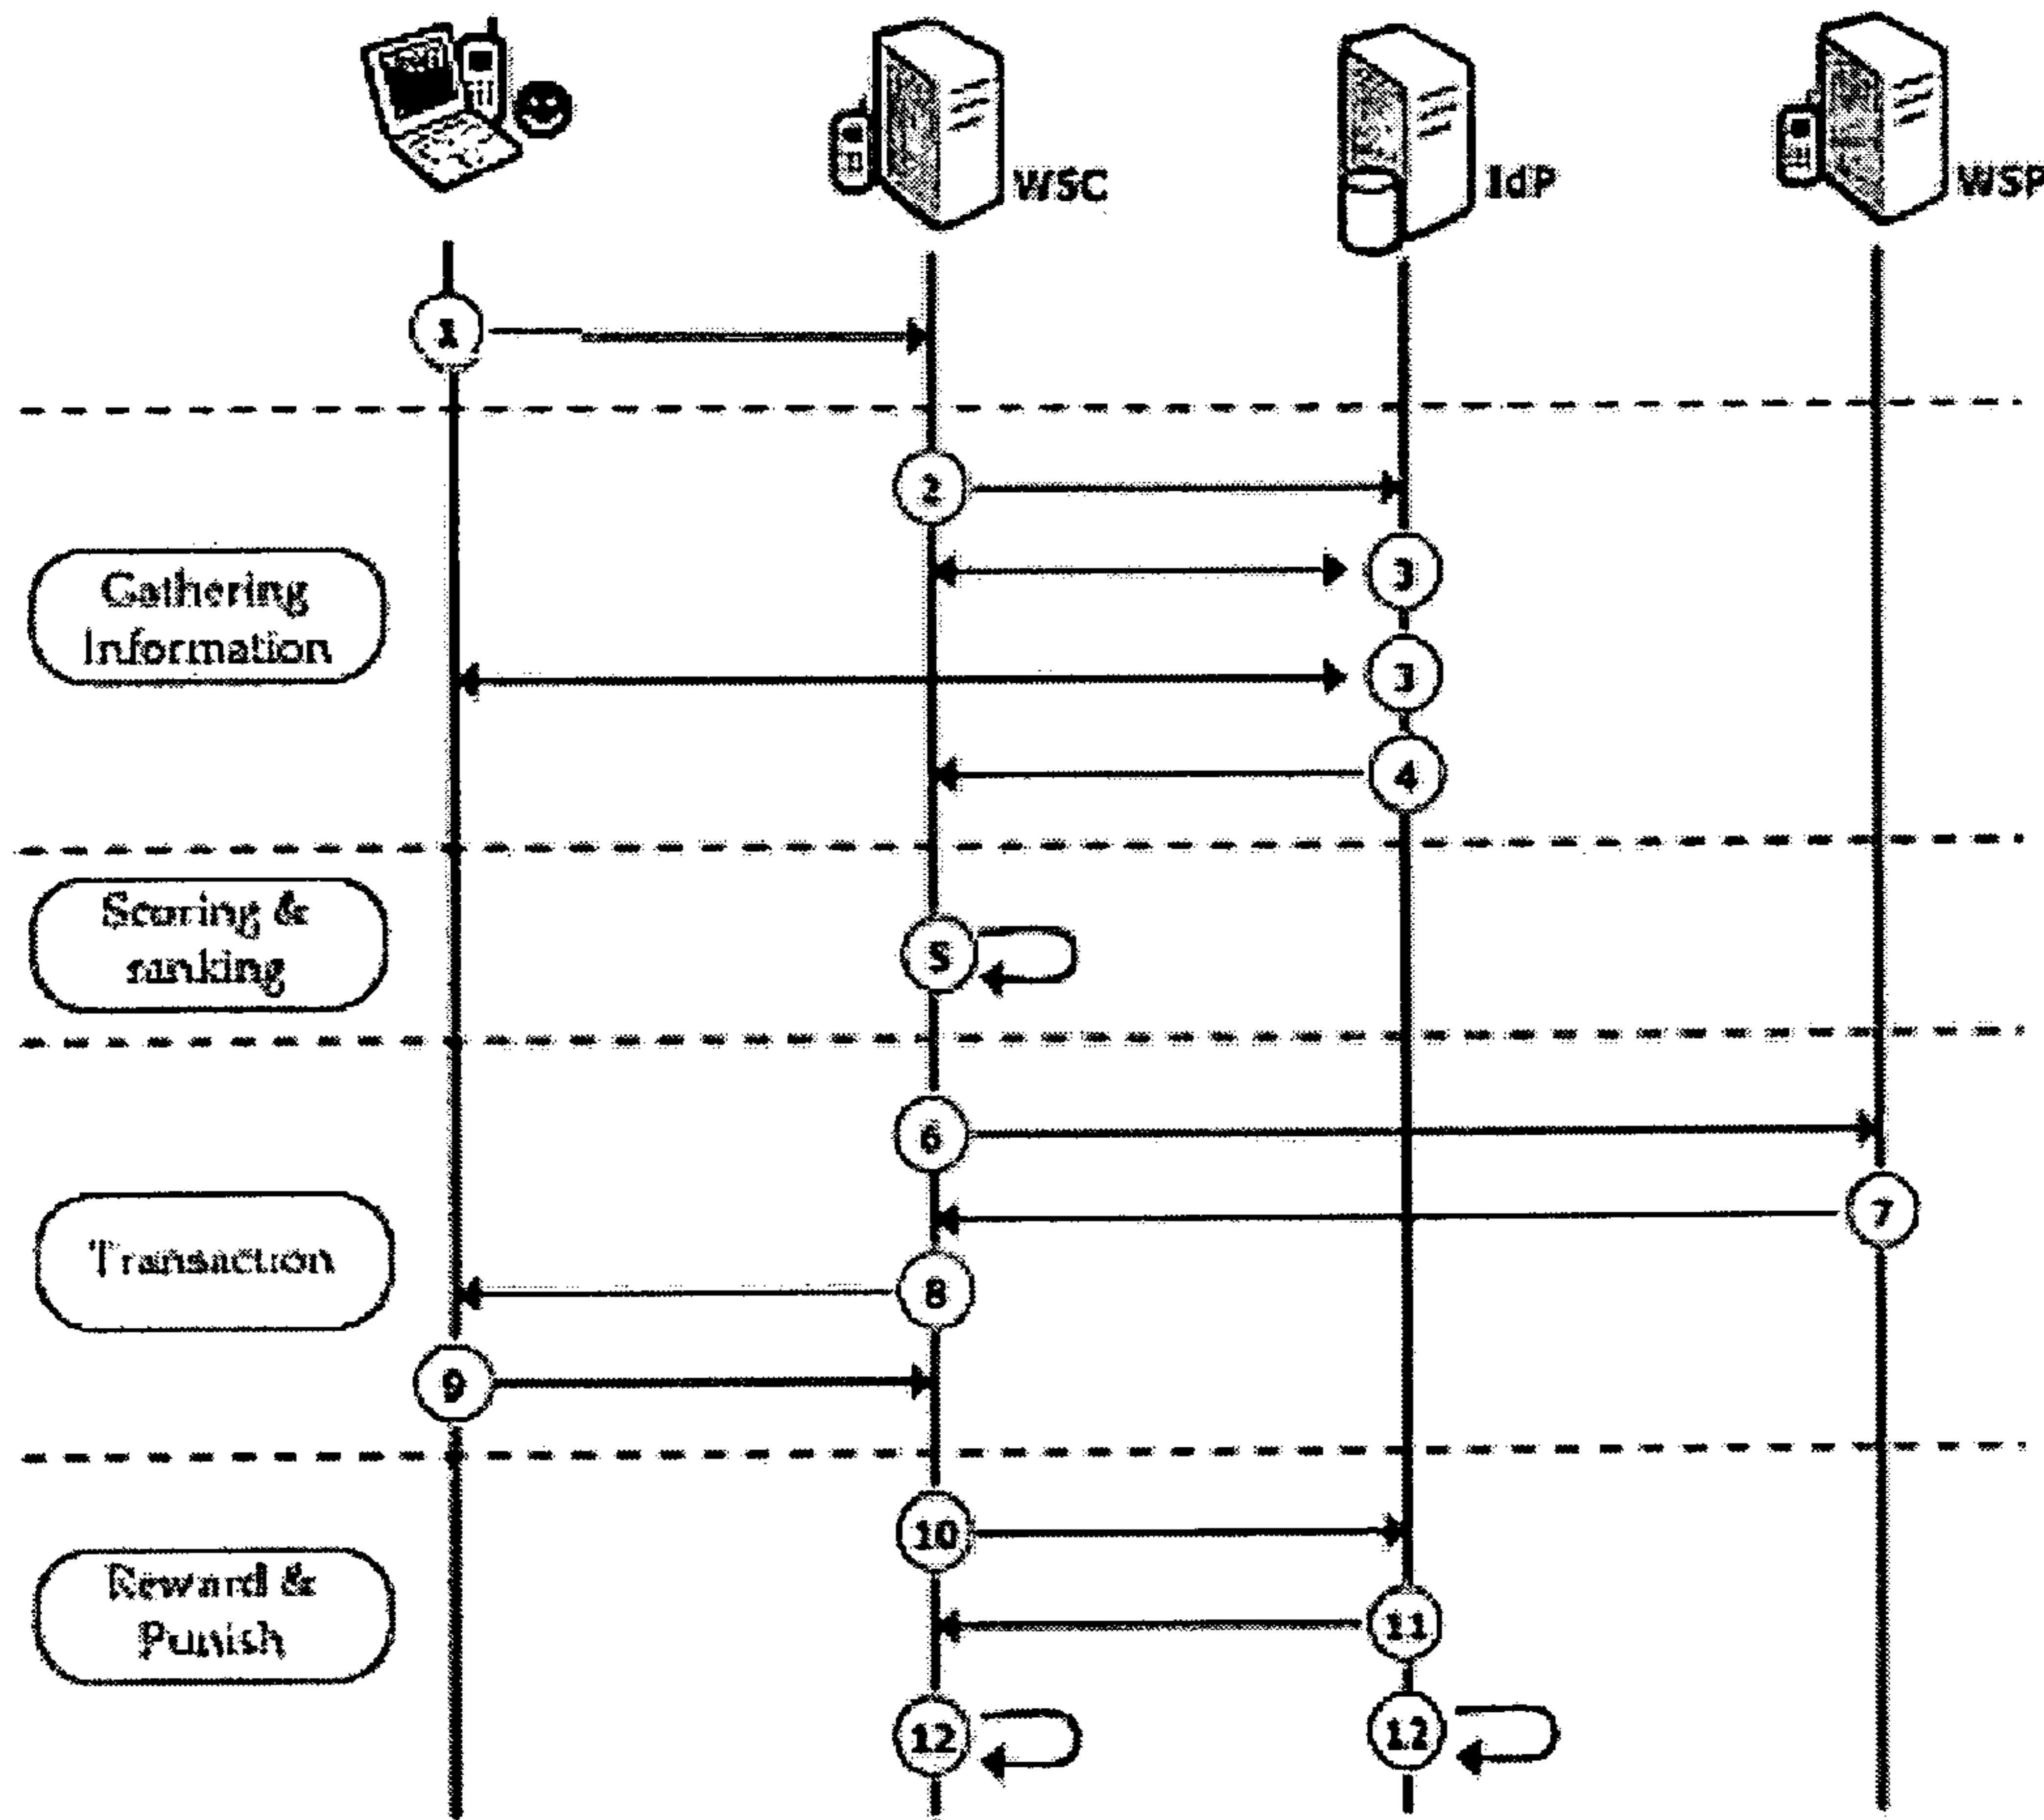 WSC
IdP
WSP
1
2
Gathering
Information
3
3
4
Scoring &
ranking
5
6
7
Transaction
8
9
10
Reward &
Punish
11
12
12